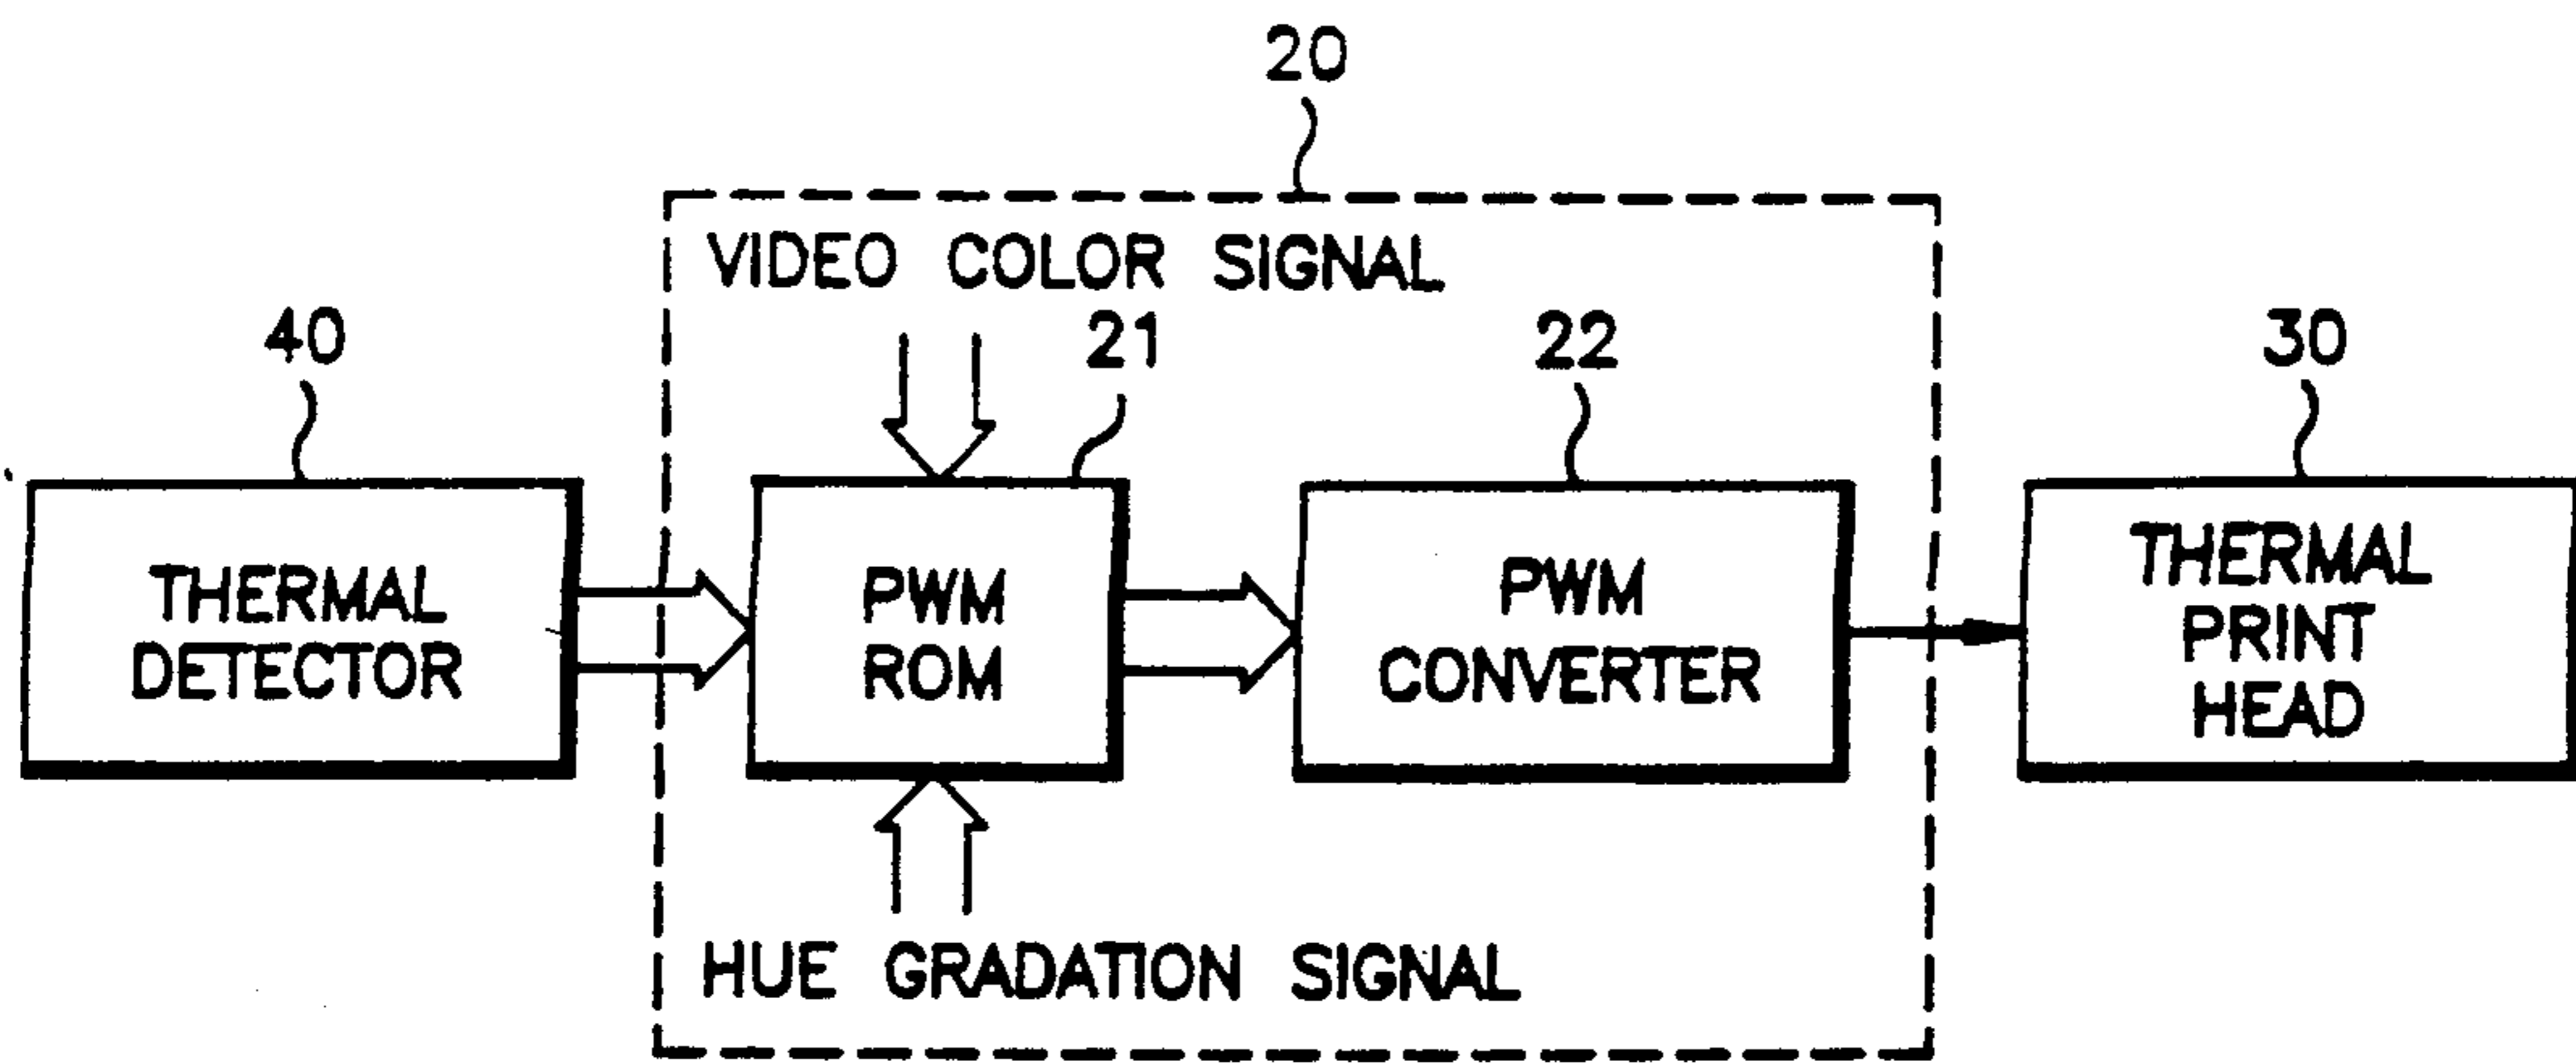 20
VIDEO COLOR SIGNAL
40
21
22
30
THERMAL
DETECTOR
PWM
ROM
PWM
CONVERTER
THERMAL
PRINT
HEAD
HUE GRADATION SIGNAL